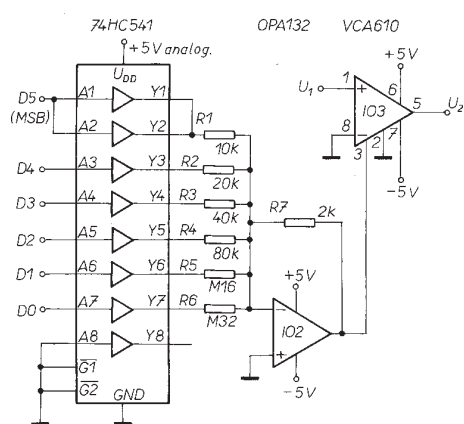 74HC541 OPA132 VCA610
+5V analog.
U_DD
D5 A1 Y1
(MSB) A2 Y2 R1
10k
D4 A3 Y3 R2
20k
D3 A4 Y4 R3
40k
D2 A5 Y5 R4
80k
D1 A6 Y6 R5
M16
D0 A7 Y7 R6
M32
A8 Y8
G1
G2
GND
R7 2k
+5V
−
IO2
+
−5V
+5V
U₁ 1 + 6
IO3 5 U₂
8 − 7
3 2
−5V